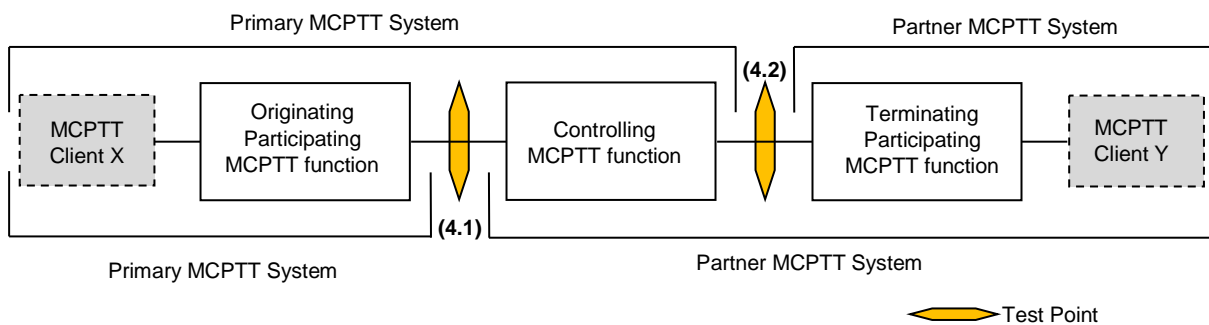 Primary MCPTT System
Partner MCPTT System
(4.2)
MCPTT
Client X
Originating
Participating
MCPTT function
Controlling
MCPTT function
Terminating
Participating
MCPTT function
MCPTT
Client Y
(4.1)
Primary MCPTT System
Partner MCPTT System
Test Point